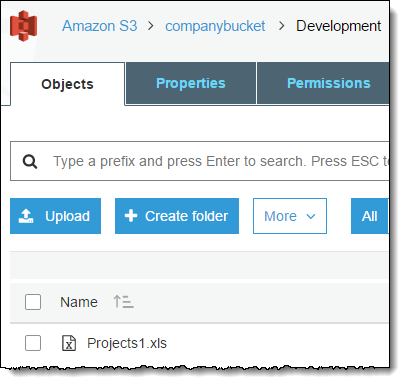 Amazon S3 > companybucket > Development
Objects Properties Permissions
Type a prefix and press Enter to search. Press ESC to
Upload Create folder More All
Name
Projects1.xls